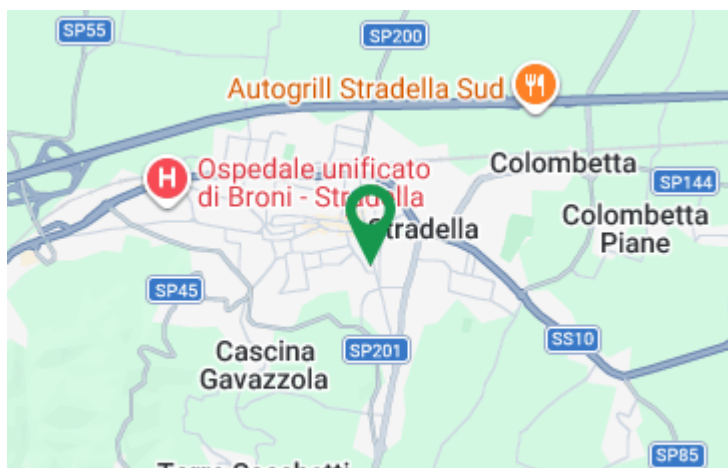 SP55
SP200
Autogrill Stradella Sud
H
Ospedale unificato
di Broni - Stradella
Colombetta
SP144
Stradella
Colombetta
Piane
SP45
Cascina
Gavazzola
SP201
SS10
SP85